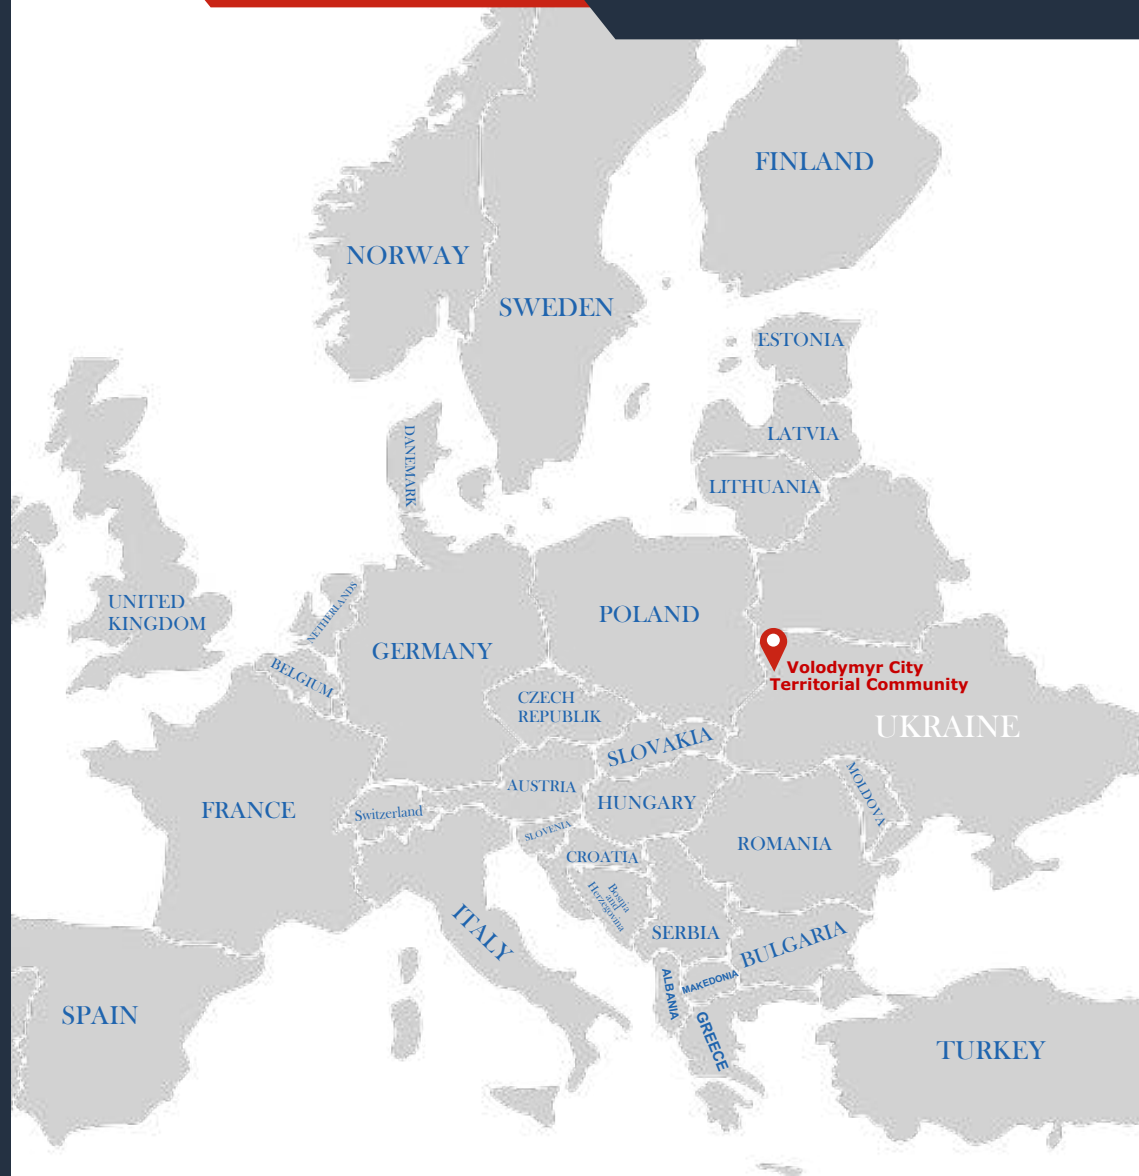 FINLAND
NORWAY
SWEDEN
ESTONIA
DANEMARK
LATVIA
LITHUANIA
UNITED
KINGDOM
NETHERLANDS
POLAND
GERMANY
BELGIUM
Volodymyr City
Territorial Community
CZECH
REPUBLIK
UKRAINE
SLOVAKIA
AUSTRIA
MOLDOVA
FRANCE
Switzerland
HUNGARY
SLOVENIA
ROMANIA
CROATIA
Bosqua
and
Herzegovina
ITALY
SERBIA
BULGARIA
ALBANIA
MAKEDONIA
SPAIN
GREECE
TURKEY